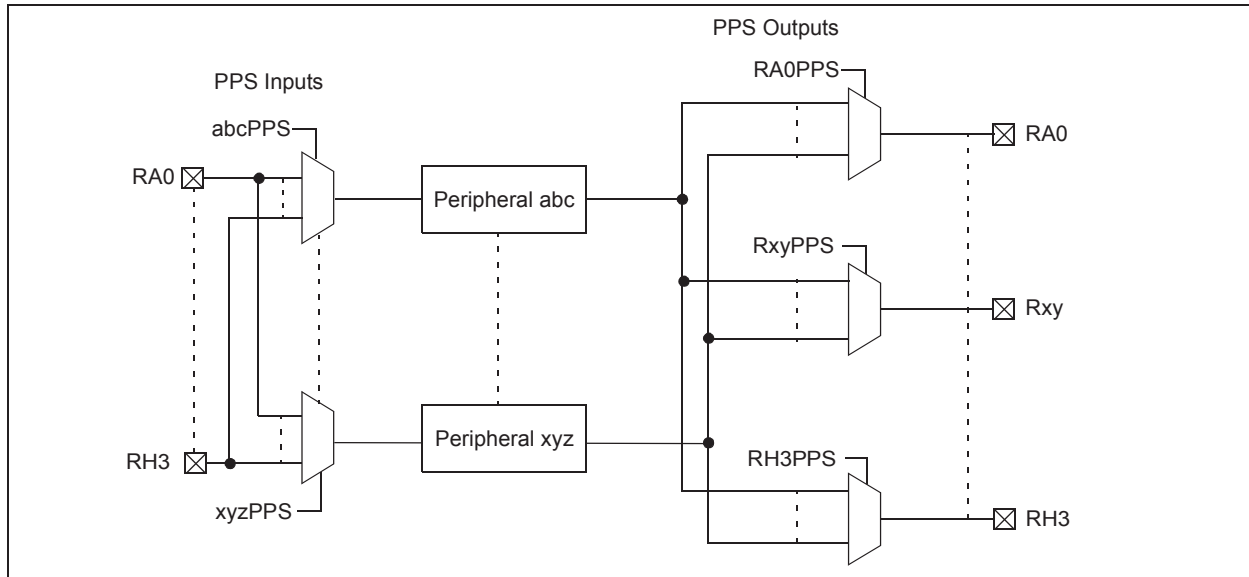 PPS Outputs
RA0PPS
PPS Inputs
abcPPS
RA0
RA0
Peripheral abc
RxyPPS
Rxy
Peripheral xyz
RH3
RH3PPS
xyzPPS
RH3